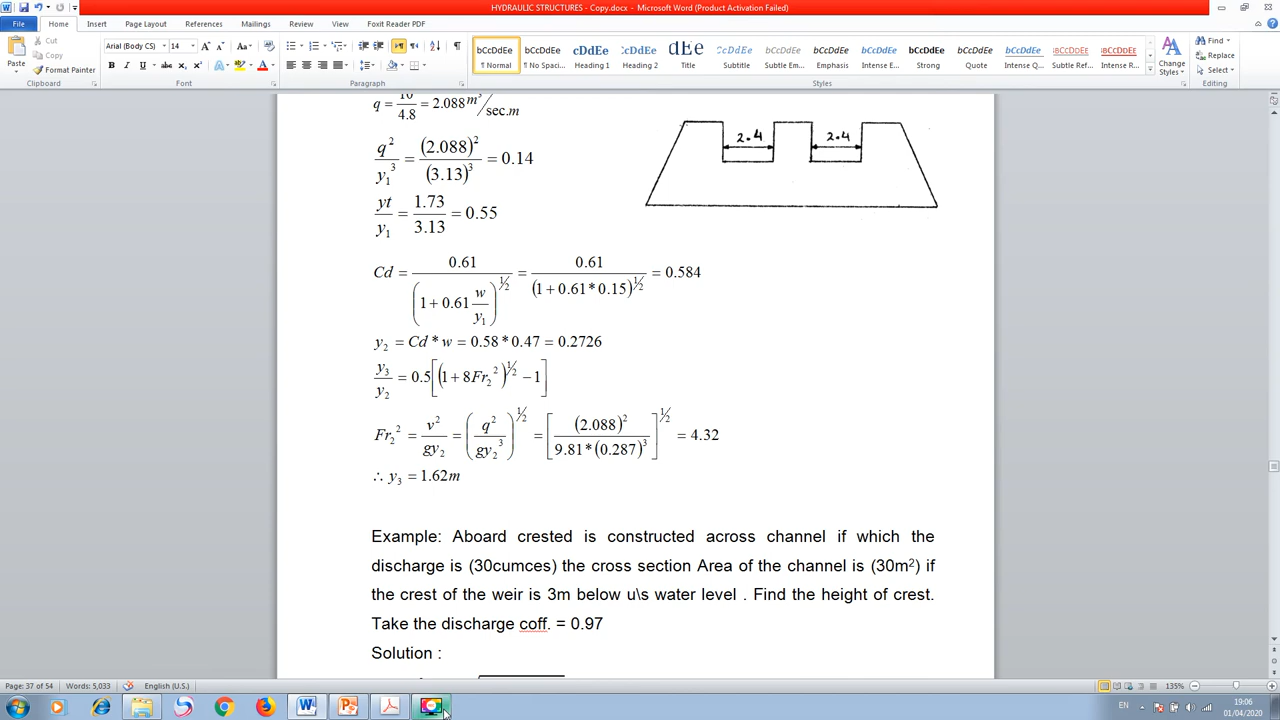 HYDRAULIC STRUCTURES - Copy.docx - Microsoft Word (Product Activation Failed)
File Home Insert Page Layout References Mailings Review View Foxit Reader PDF
Cut
Copy
Format Painter
Paste
Clipboard
Arial (Body CS) 14
Font
Paragraph
AaBbCcDdEe
¶ Normal
¶ No Spaci...
Heading 1
Heading 2
Title
Subtitle
Subtle Em...
Emphasis
Intense E...
Strong
Quote
Intense Q...
Subtle Ref...
Intense R...
Change Styles
Styles
Find
Replace
Select
Editing
q = 10/4.8 = 2.088 m³/sec.m
q²/y₁³ = (2.088)²/(3.13)³ = 0.14
yt/y₁ = 1.73/3.13 = 0.55
2.4 2.4
Cd = 0.61/(1 + 0.61 w/y₁)^½ = 0.61/(1 + 0.61 * 0.15)^½ = 0.584
y₂ = Cd * w = 0.58 * 0.47 = 0.2726
y₃/y₂ = 0.5[(1 + 8Fr₂²)^½ − 1]
Fr₂² = v²/gy₂ = (q²/gy₂³)^½ = [(2.088)²/9.81 * (0.287)³]^½ = 4.32
∴ y₃ = 1.62m
Example: Aboard crested is constructed across channel if which the
discharge is (30cumces) the cross section Area of the channel is (30m²) if
the crest of the weir is 3m below u\s water level . Find the height of crest.
Take the discharge coff. = 0.97
Solution :
Page: 37 of 54 Words: 5,033 English (U.S.) 135%
EN 19:06
01/04/2020